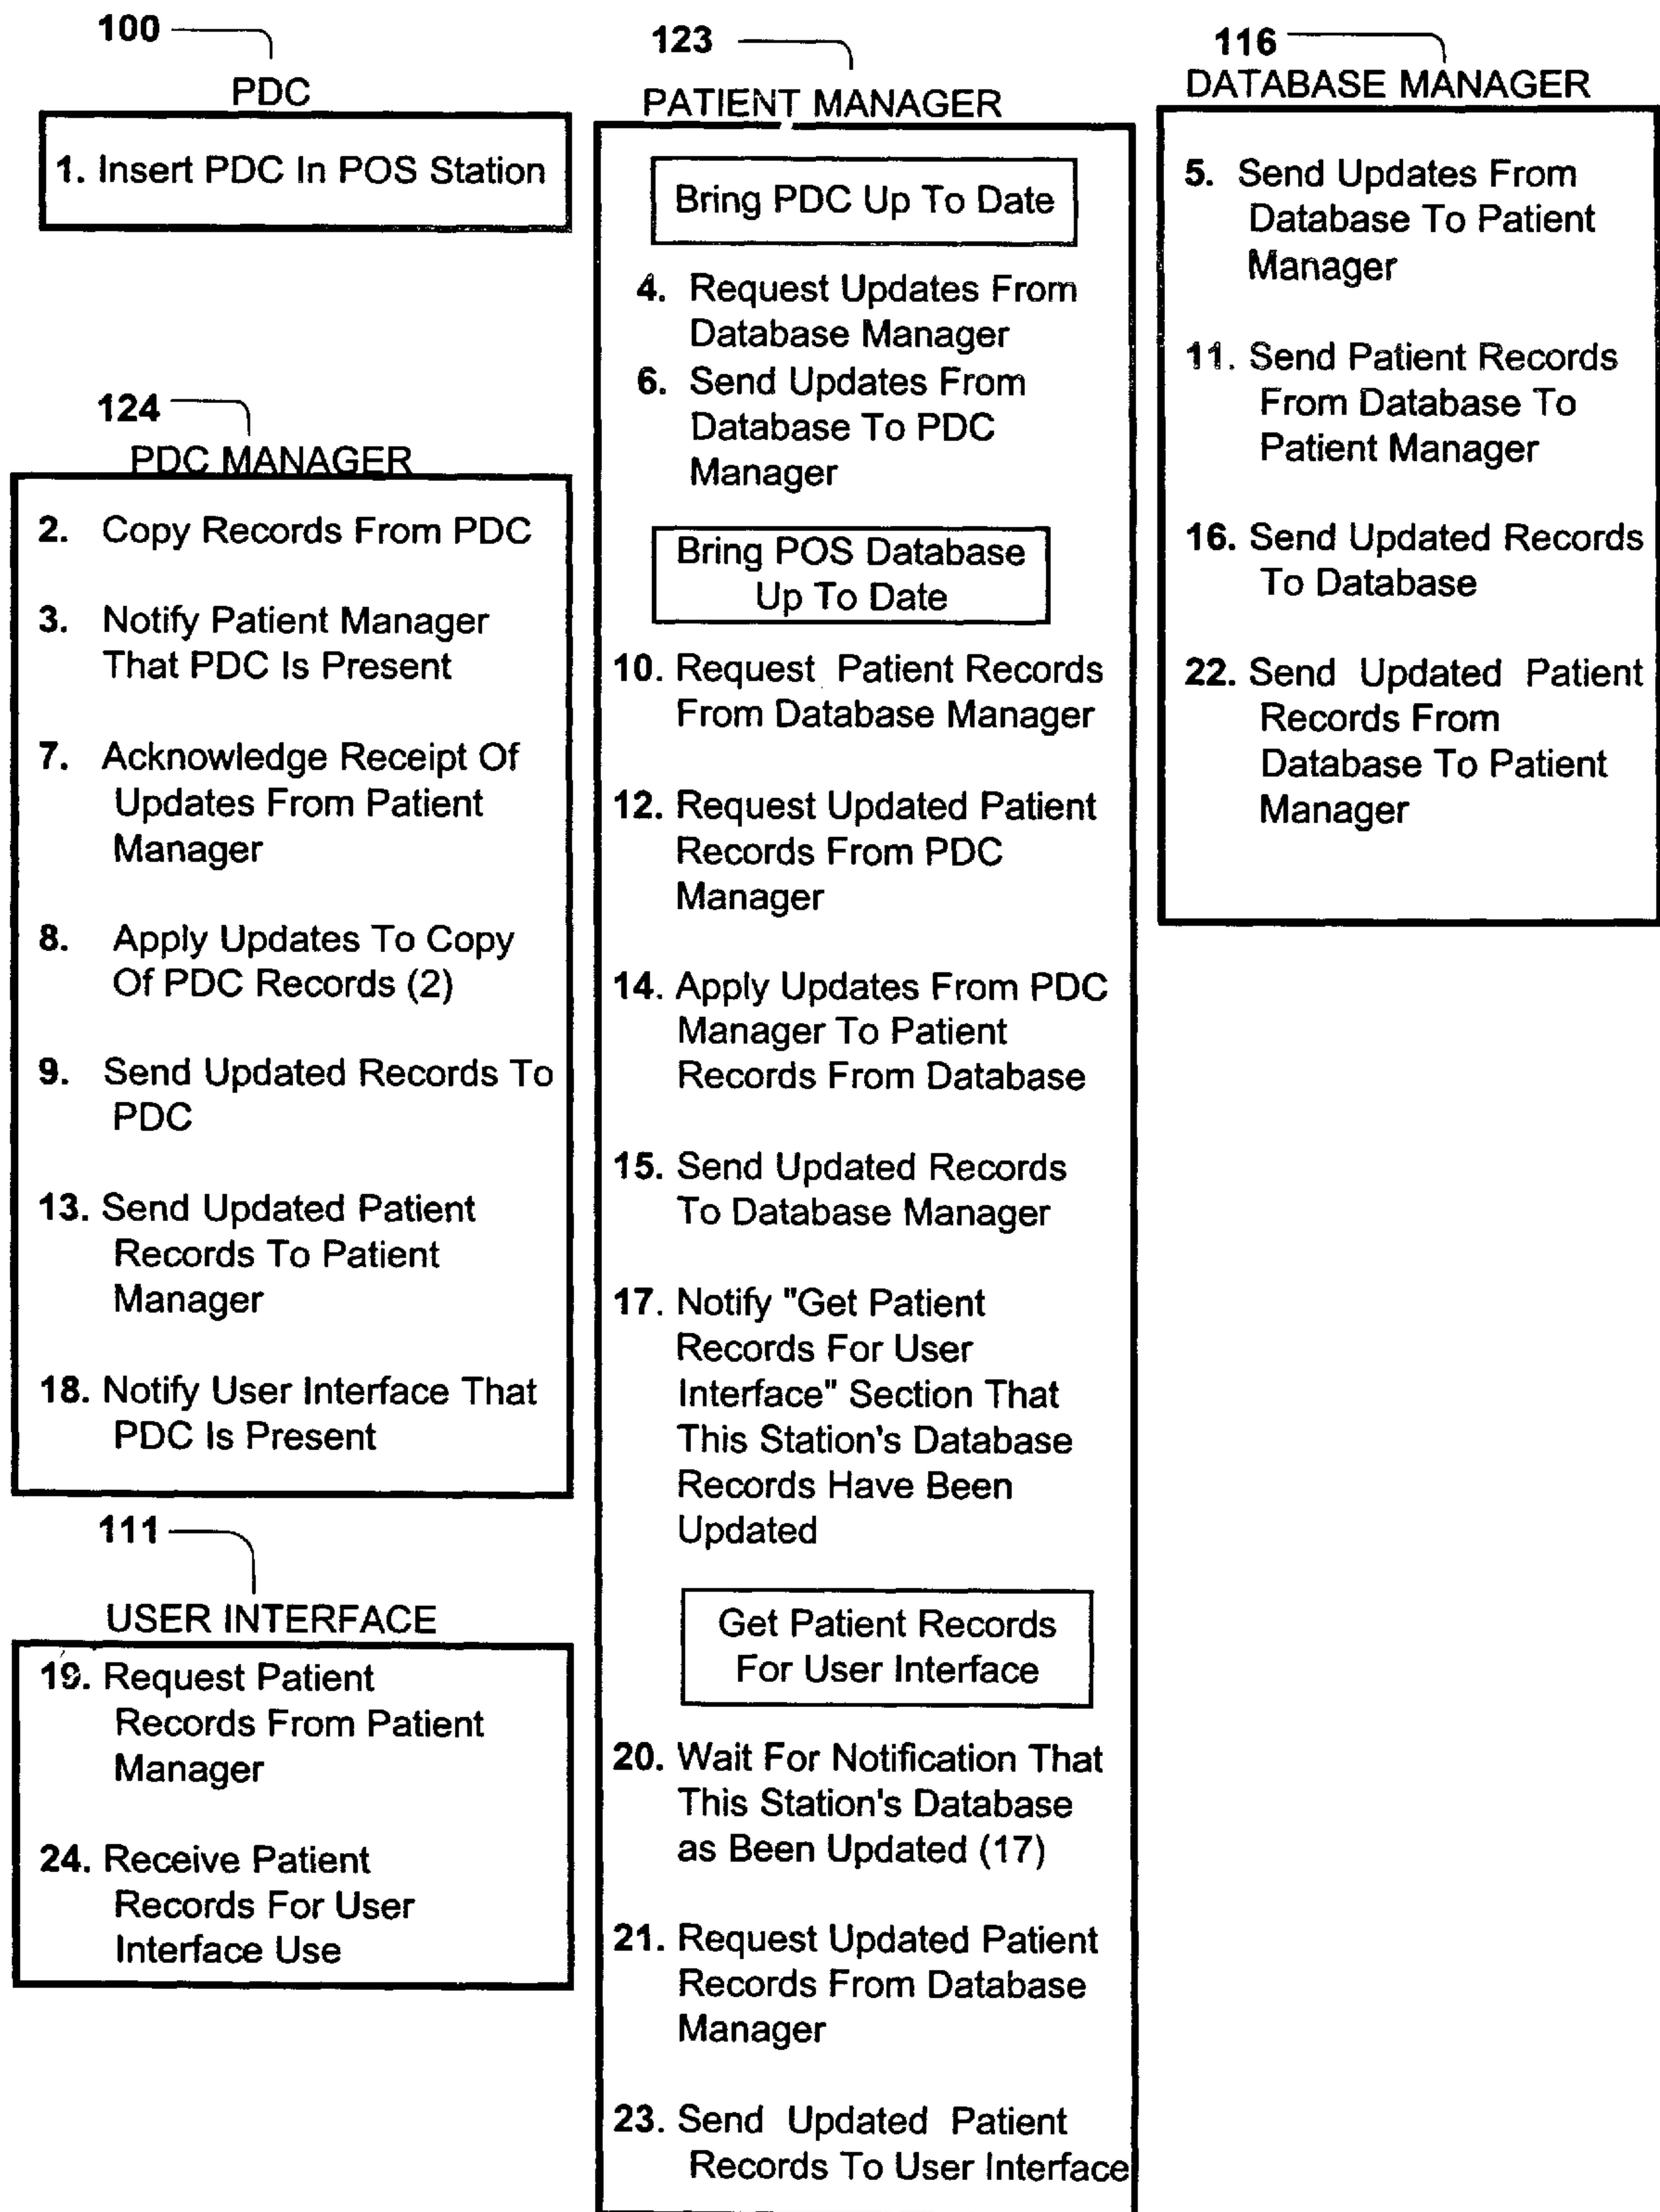 100
PDC
1. Insert PDC In POS Station
124
PDC MANAGER
2. Copy Records From PDC
3. Notify Patient Manager
That PDC Is Present
7. Acknowledge Receipt Of
Updates From Patient
Manager
8. Apply Updates To Copy
Of PDC Records (2)
9. Send Updated Records To
PDC
13. Send Updated Patient
Records To Patient
Manager
18. Notify User Interface That
PDC Is Present
111
USER INTERFACE
19. Request Patient
Records From Patient
Manager
24. Receive Patient
Records For User
Interface Use
123
PATIENT MANAGER
Bring PDC Up To Date
4. Request Updates From
Database Manager
6. Send Updates From
Database To PDC
Manager
Bring POS Database
Up To Date
10. Request Patient Records
From Database Manager
12. Request Updated Patient
Records From PDC
Manager
14. Apply Updates From PDC
Manager To Patient
Records From Database
15. Send Updated Records
To Database Manager
17. Notify "Get Patient
Records For User
Interface" Section That
This Station's Database
Records Have Been
Updated
Get Patient Records
For User Interface
20. Wait For Notification That
This Station's Database
as Been Updated (17)
21. Request Updated Patient
Records From Database
Manager
23. Send Updated Patient
Records To User Interface
116
DATABASE MANAGER
5. Send Updates From
Database To Patient
Manager
11. Send Patient Records
From Database To
Patient Manager
16. Send Updated Records
To Database
22. Send Updated Patient
Records From
Database To Patient
Manager